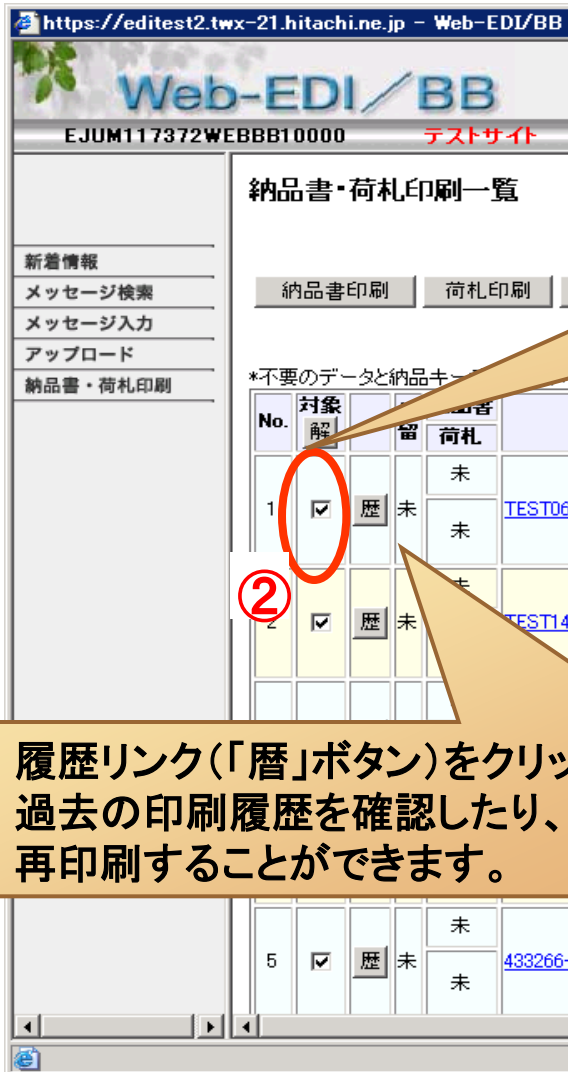 https://editest2.twx-21.hitachi.ne.jp - Web-EDI/BB
Web-EDI/BB
EJUM117372WEBBB10000 テストサイト
新着情報
メッセージ検索
メッセージ入力
アップロード
納品書・荷札印刷
納品書・荷札印刷一覧
納品書印刷 荷札印刷
*不要のデータと納品キー
No. 対象 解 留 荷札
1 歴 未 未 未 TEST06
2 歴 未 未 TEST14
②
履歴リンク(「暦」ボタン)をクリッ
過去の印刷履歴を確認したり、
再印刷することができます。
5 歴 未 未 未 433266-